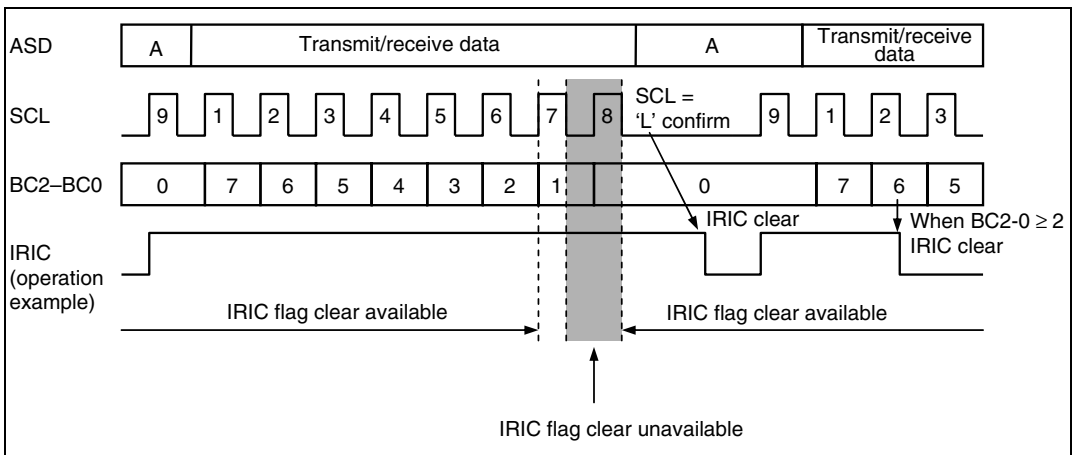 ASD A Transmit/receive data A Transmit/receive
data
SCL 9 1 2 3 4 5 6 7 8 SCL =
‘L’ confirm 9 1 2 3
BC2–BC0 0 7 6 5 4 3 2 1 0 7 6 5
IRIC
(operation
example)
IRIC clear
When BC2-0 ≥ 2
IRIC clear
IRIC flag clear available IRIC flag clear available
IRIC flag clear unavailable